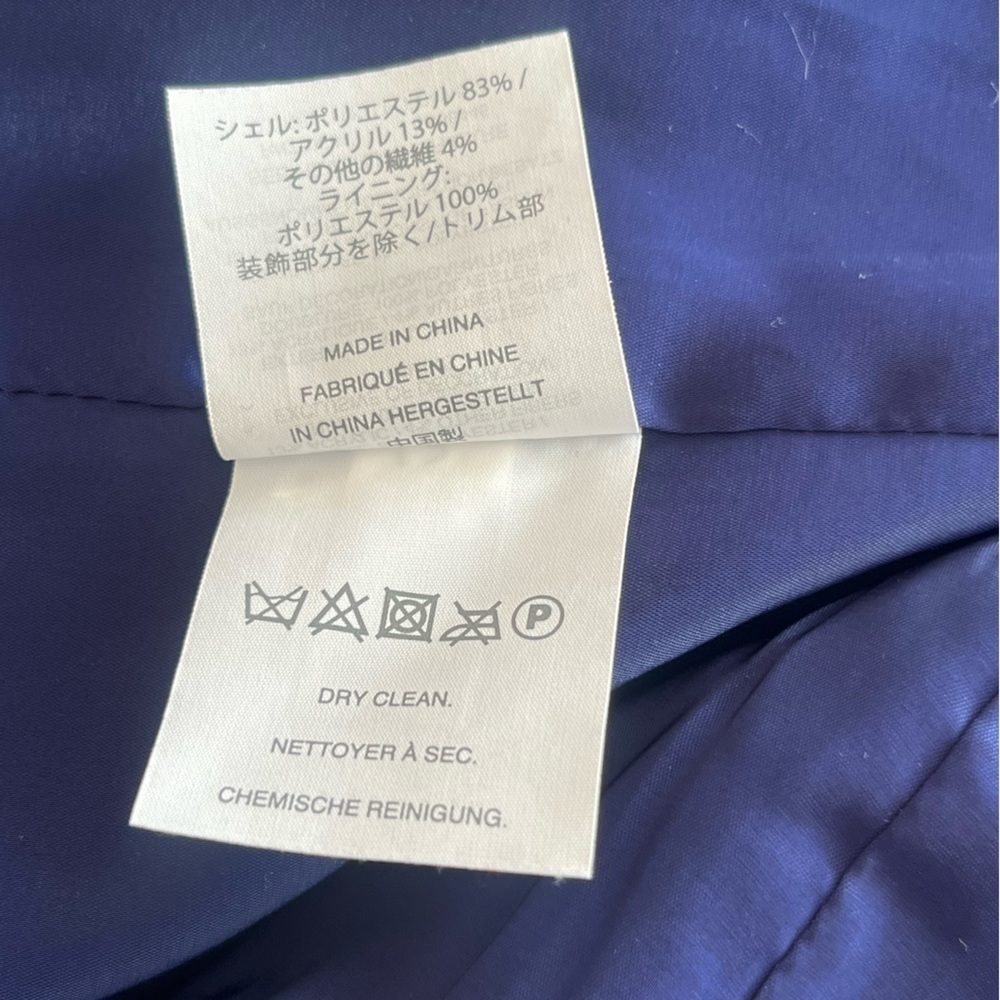 シェル: ポリエステル 83% /
アクリル 13% /
その他の繊維 4%
ライニング:
ポリエステル 100%
装飾部分を除く/トリム部
MADE IN CHINA
FABRIQUÉ EN CHINE
IN CHINA HERGESTELLT
中国製
P
DRY CLEAN.
NETTOYER À SEC.
CHEMISCHE REINIGUNG.